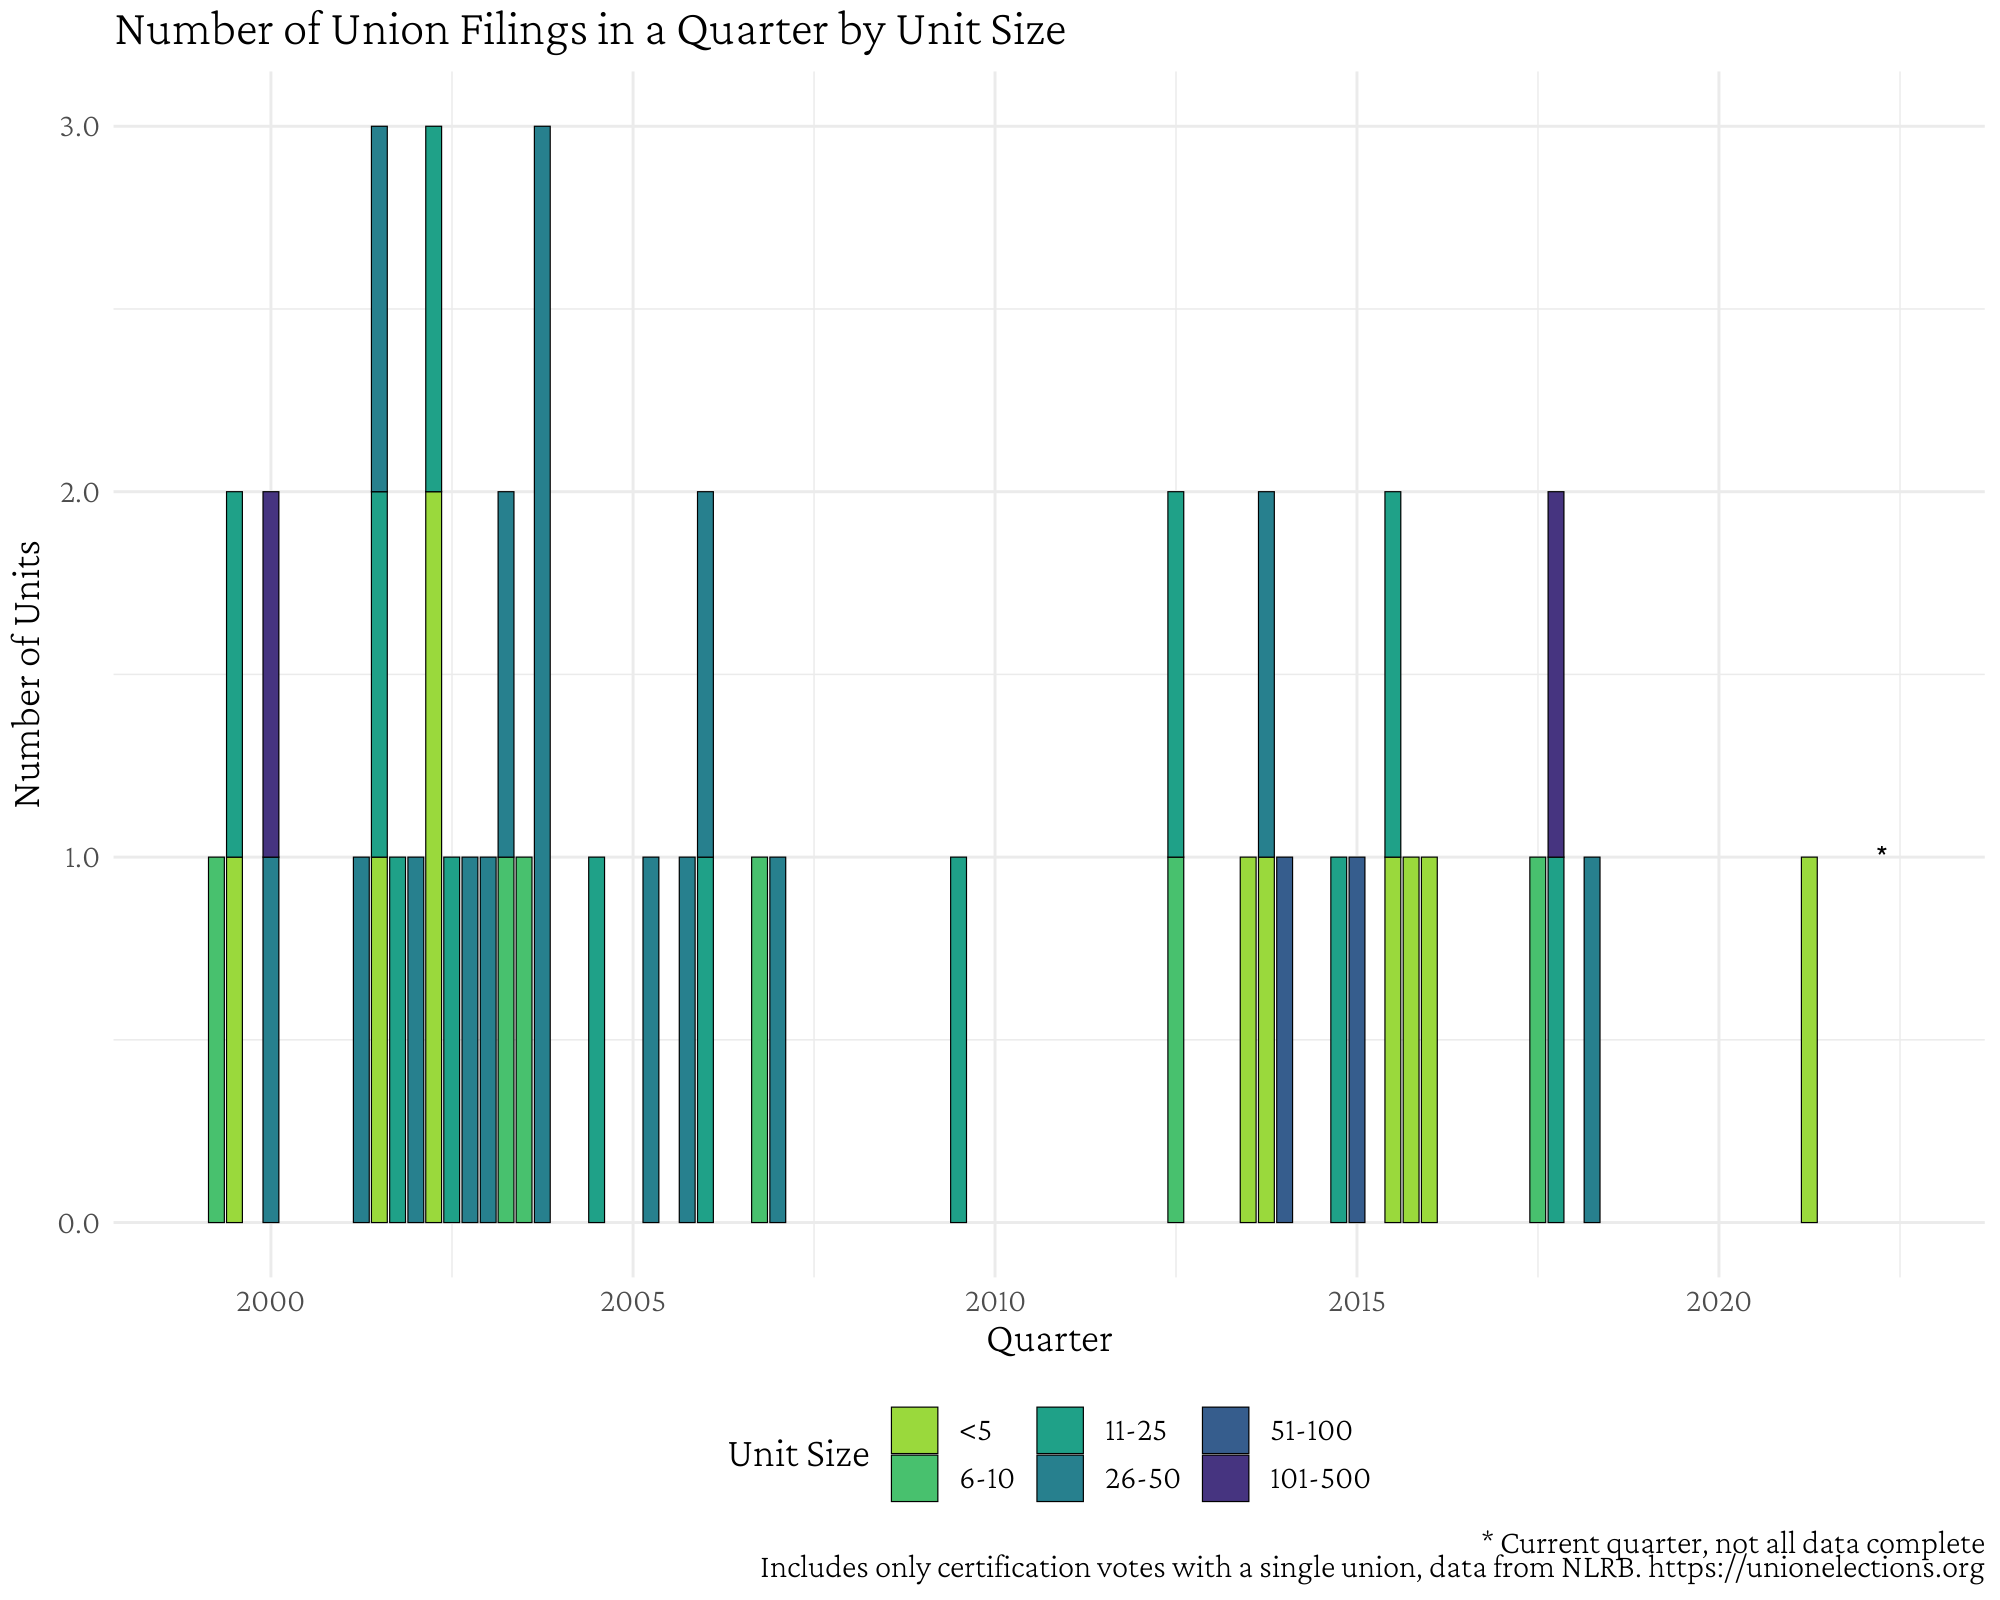 Number of Union Filings in a Quarter by Unit Size
3.0
2.0
1.0
0.0
Number of Units
*
2000 2005 2010 2015 2020
Quarter
Unit Size
<5 11-25 51-100
6-10 26-50 101-500
* Current quarter, not all data complete
Includes only certification votes with a single union, data from NLRB. https://unionelections.org